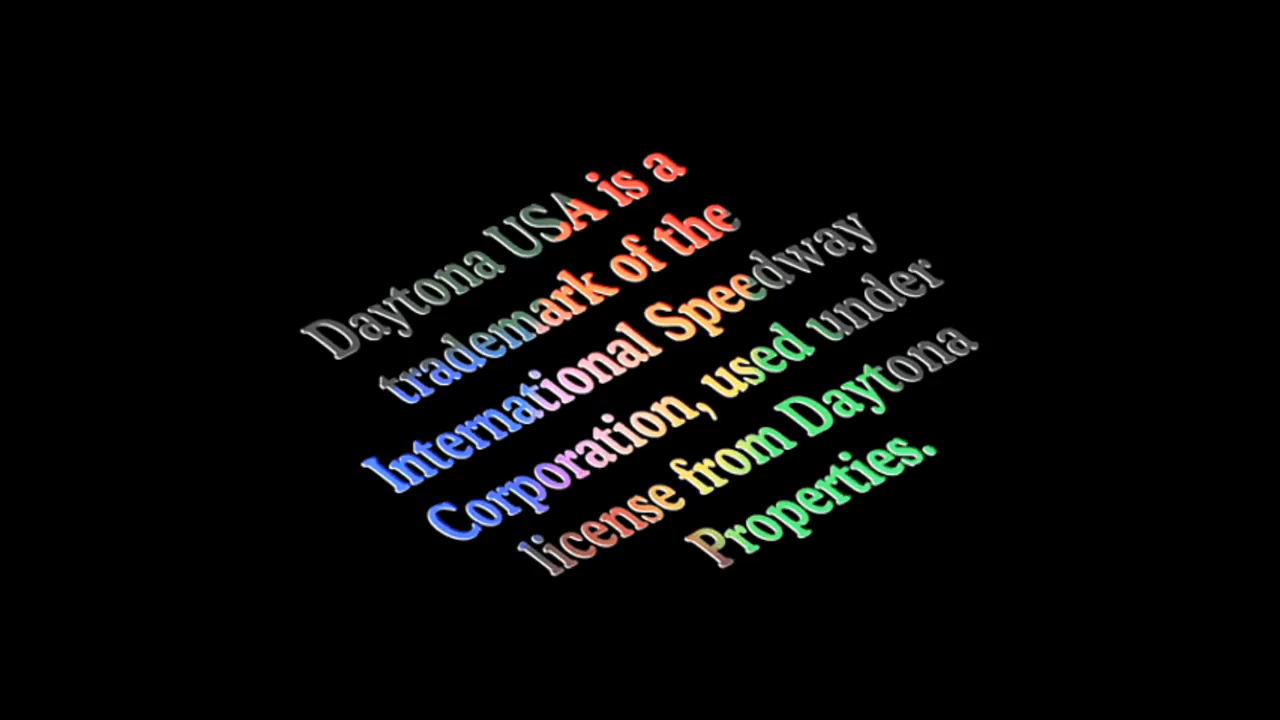 Daytona USA is a
trademark of the
International Speedway
Corporation, used under
license from Daytona
Properties.